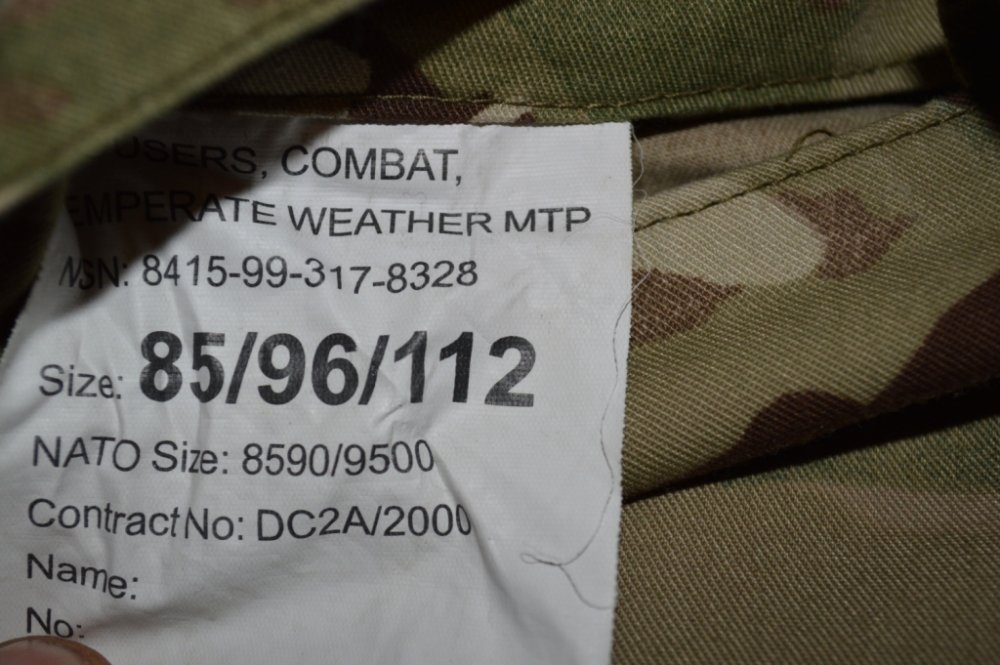 USERS, COMBAT,
EMPERATE WEATHER MTP
NSN: 8415-99-317-8328
Size: 85/96/112
NATO Size: 8590/9500
Contract No: DC2A/2000
Name:
No: